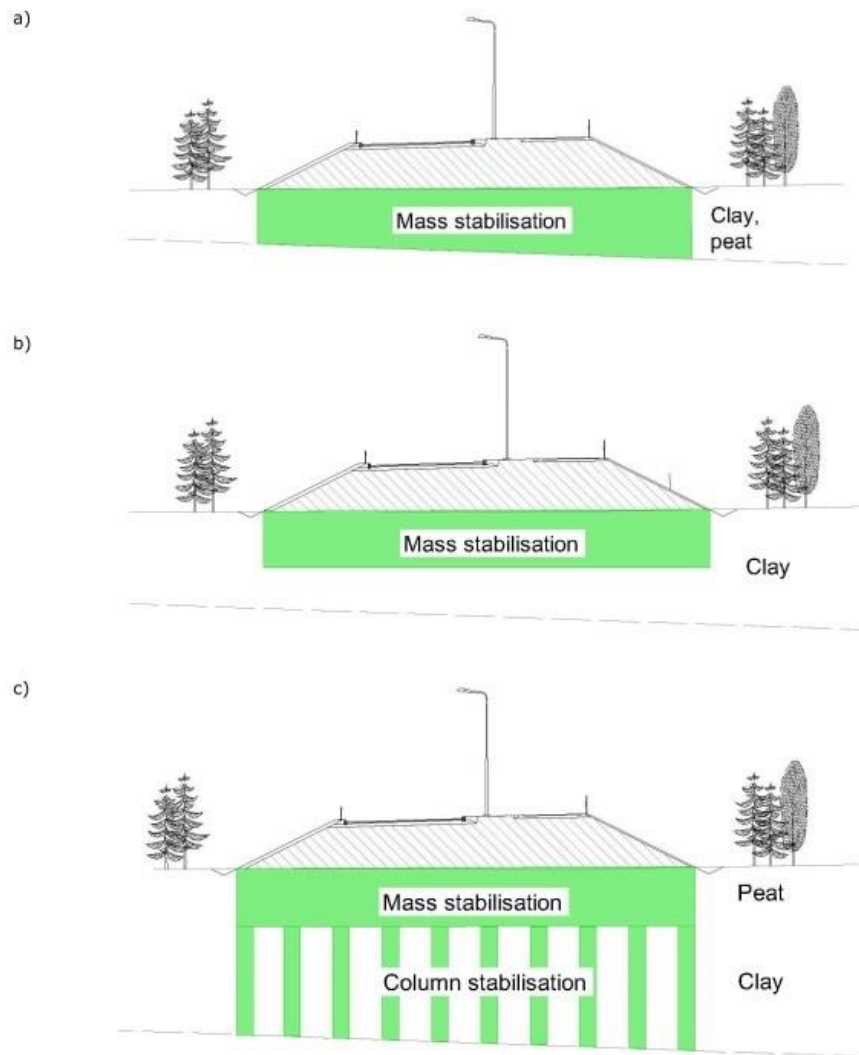 a)
Mass stabilisation
Clay,
peat
b)
Mass stabilisation
Clay
c)
Mass stabilisation
Peat
Column stabilisation
Clay